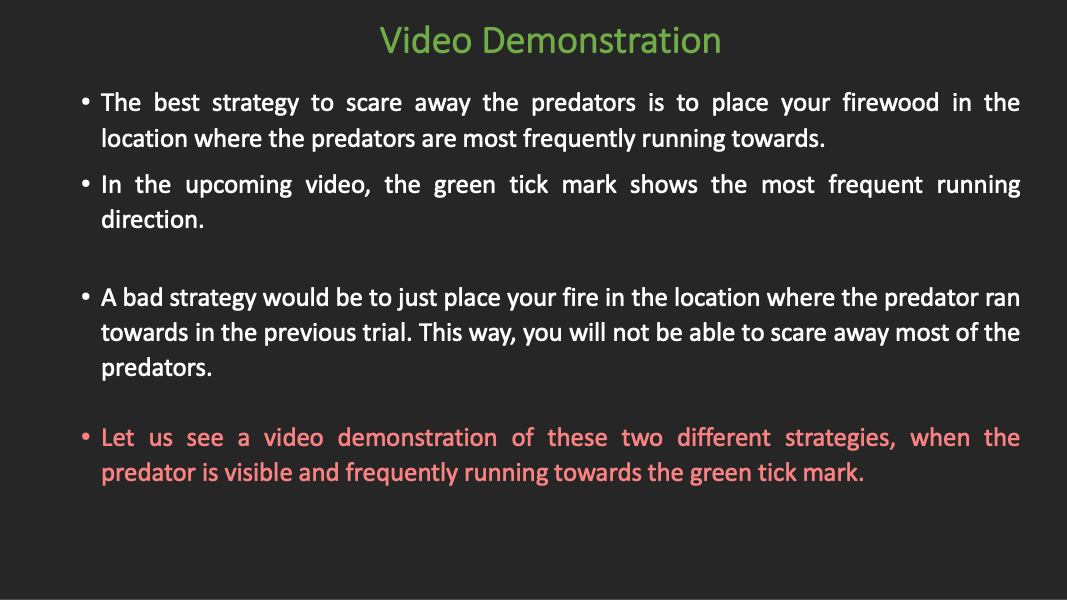 Video Demonstration
• The best strategy to scare away the predators is to place your firewood in the
location where the predators are most frequently running towards.
• In the upcoming video, the green tick mark shows the most frequent running
direction.
• A bad strategy would be to just place your fire in the location where the predator ran
towards in the previous trial. This way, you will not be able to scare away most of the
predators.
• Let us see a video demonstration of these two different strategies, when the
predator is visible and frequently running towards the green tick mark.